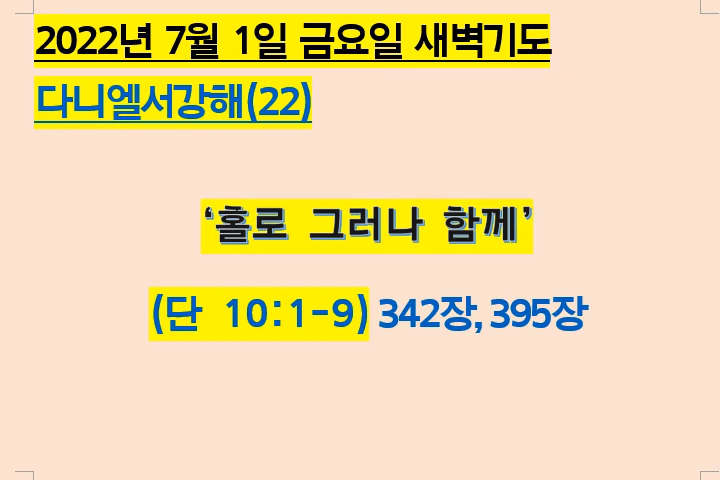 2022년 7월 1일 금요일 새벽기도
다니엘서강해(22)
‘홀로 그러나 함께’
(단 10:1-9) 342장, 395장